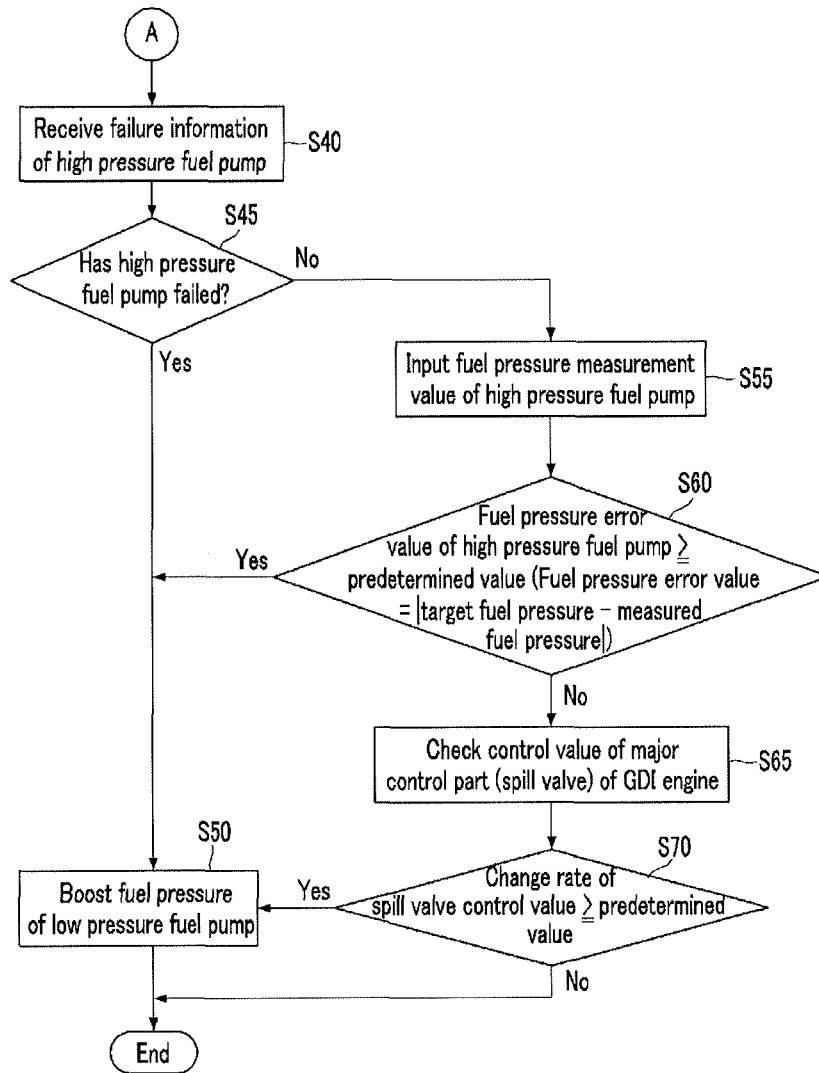 A
Receive failure information
of high pressure fuel pump
S40
S45
Has high pressure
fuel pump failed?
No
Yes
Input fuel pressure measurement
value of high pressure fuel pump
S55
S60
Fuel pressure error
value of high pressure fuel pump ≧
predetermined value (Fuel pressure error value
= |target fuel pressure - measured
fuel pressure|)
Yes
No
Check control value of major
control part (spill valve) of GDI engine
S65
S50
Boost fuel pressure
of low pressure fuel pump
S70
Change rate of
spill valve control value ≧ predetermined
value
Yes
No
End